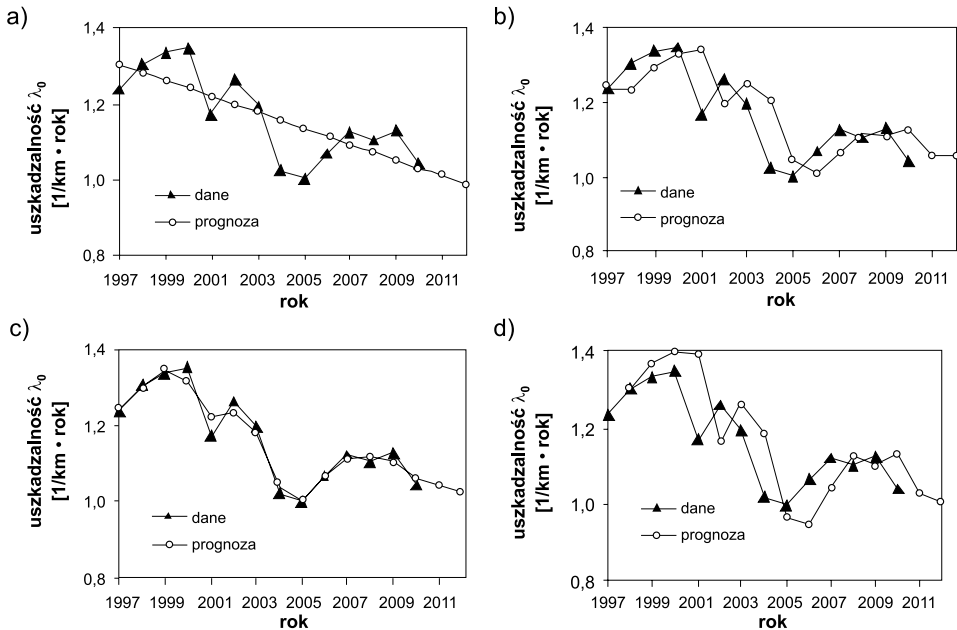 a)
1,4
1,2
1,0
0,8
uszkadzalność λ₀
[1/km • rok]
dane
prognoza
1997 1999 2001 2003 2005 2007 2009 2011
rok
b)
1,4
1,2
1,0
0,8
uszkadzalność λ₀
[1/km • rok]
dane
prognoza
1997 1999 2001 2003 2005 2007 2009 2011
rok
c)
1,4
1,2
1,0
0,8
uszkadzalność λ₀
[1/km • rok]
dane
prognoza
1997 1999 2001 2003 2005 2007 2009 2011
rok
d)
1,4
1,2
1,0
0,8
uszkadzalność λ₀
[1/km • rok]
dane
prognoza
1997 1999 2001 2003 2005 2007 2009 2011
rok